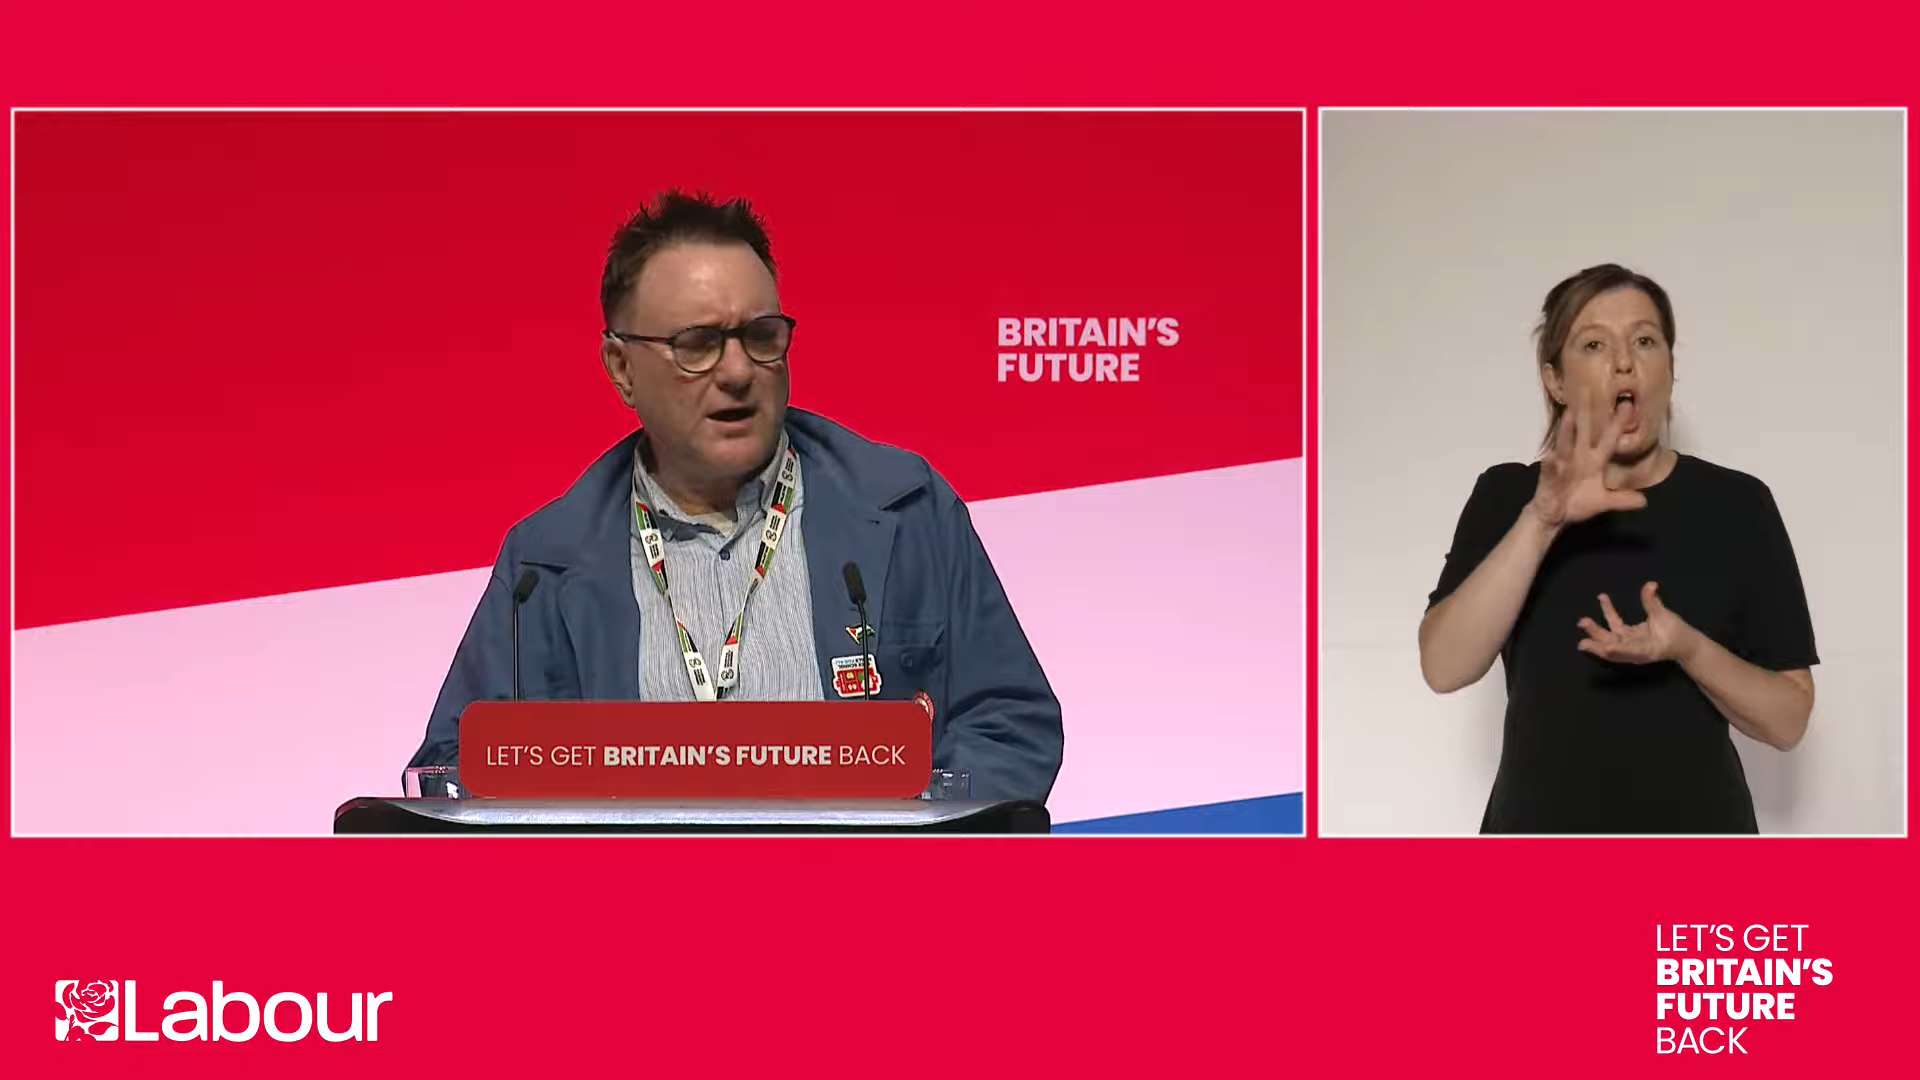 BRITAIN'S
FUTURE
LET'S GET BRITAIN'S FUTURE BACK
Labour
LET'S GET
BRITAIN'S
FUTURE
BACK